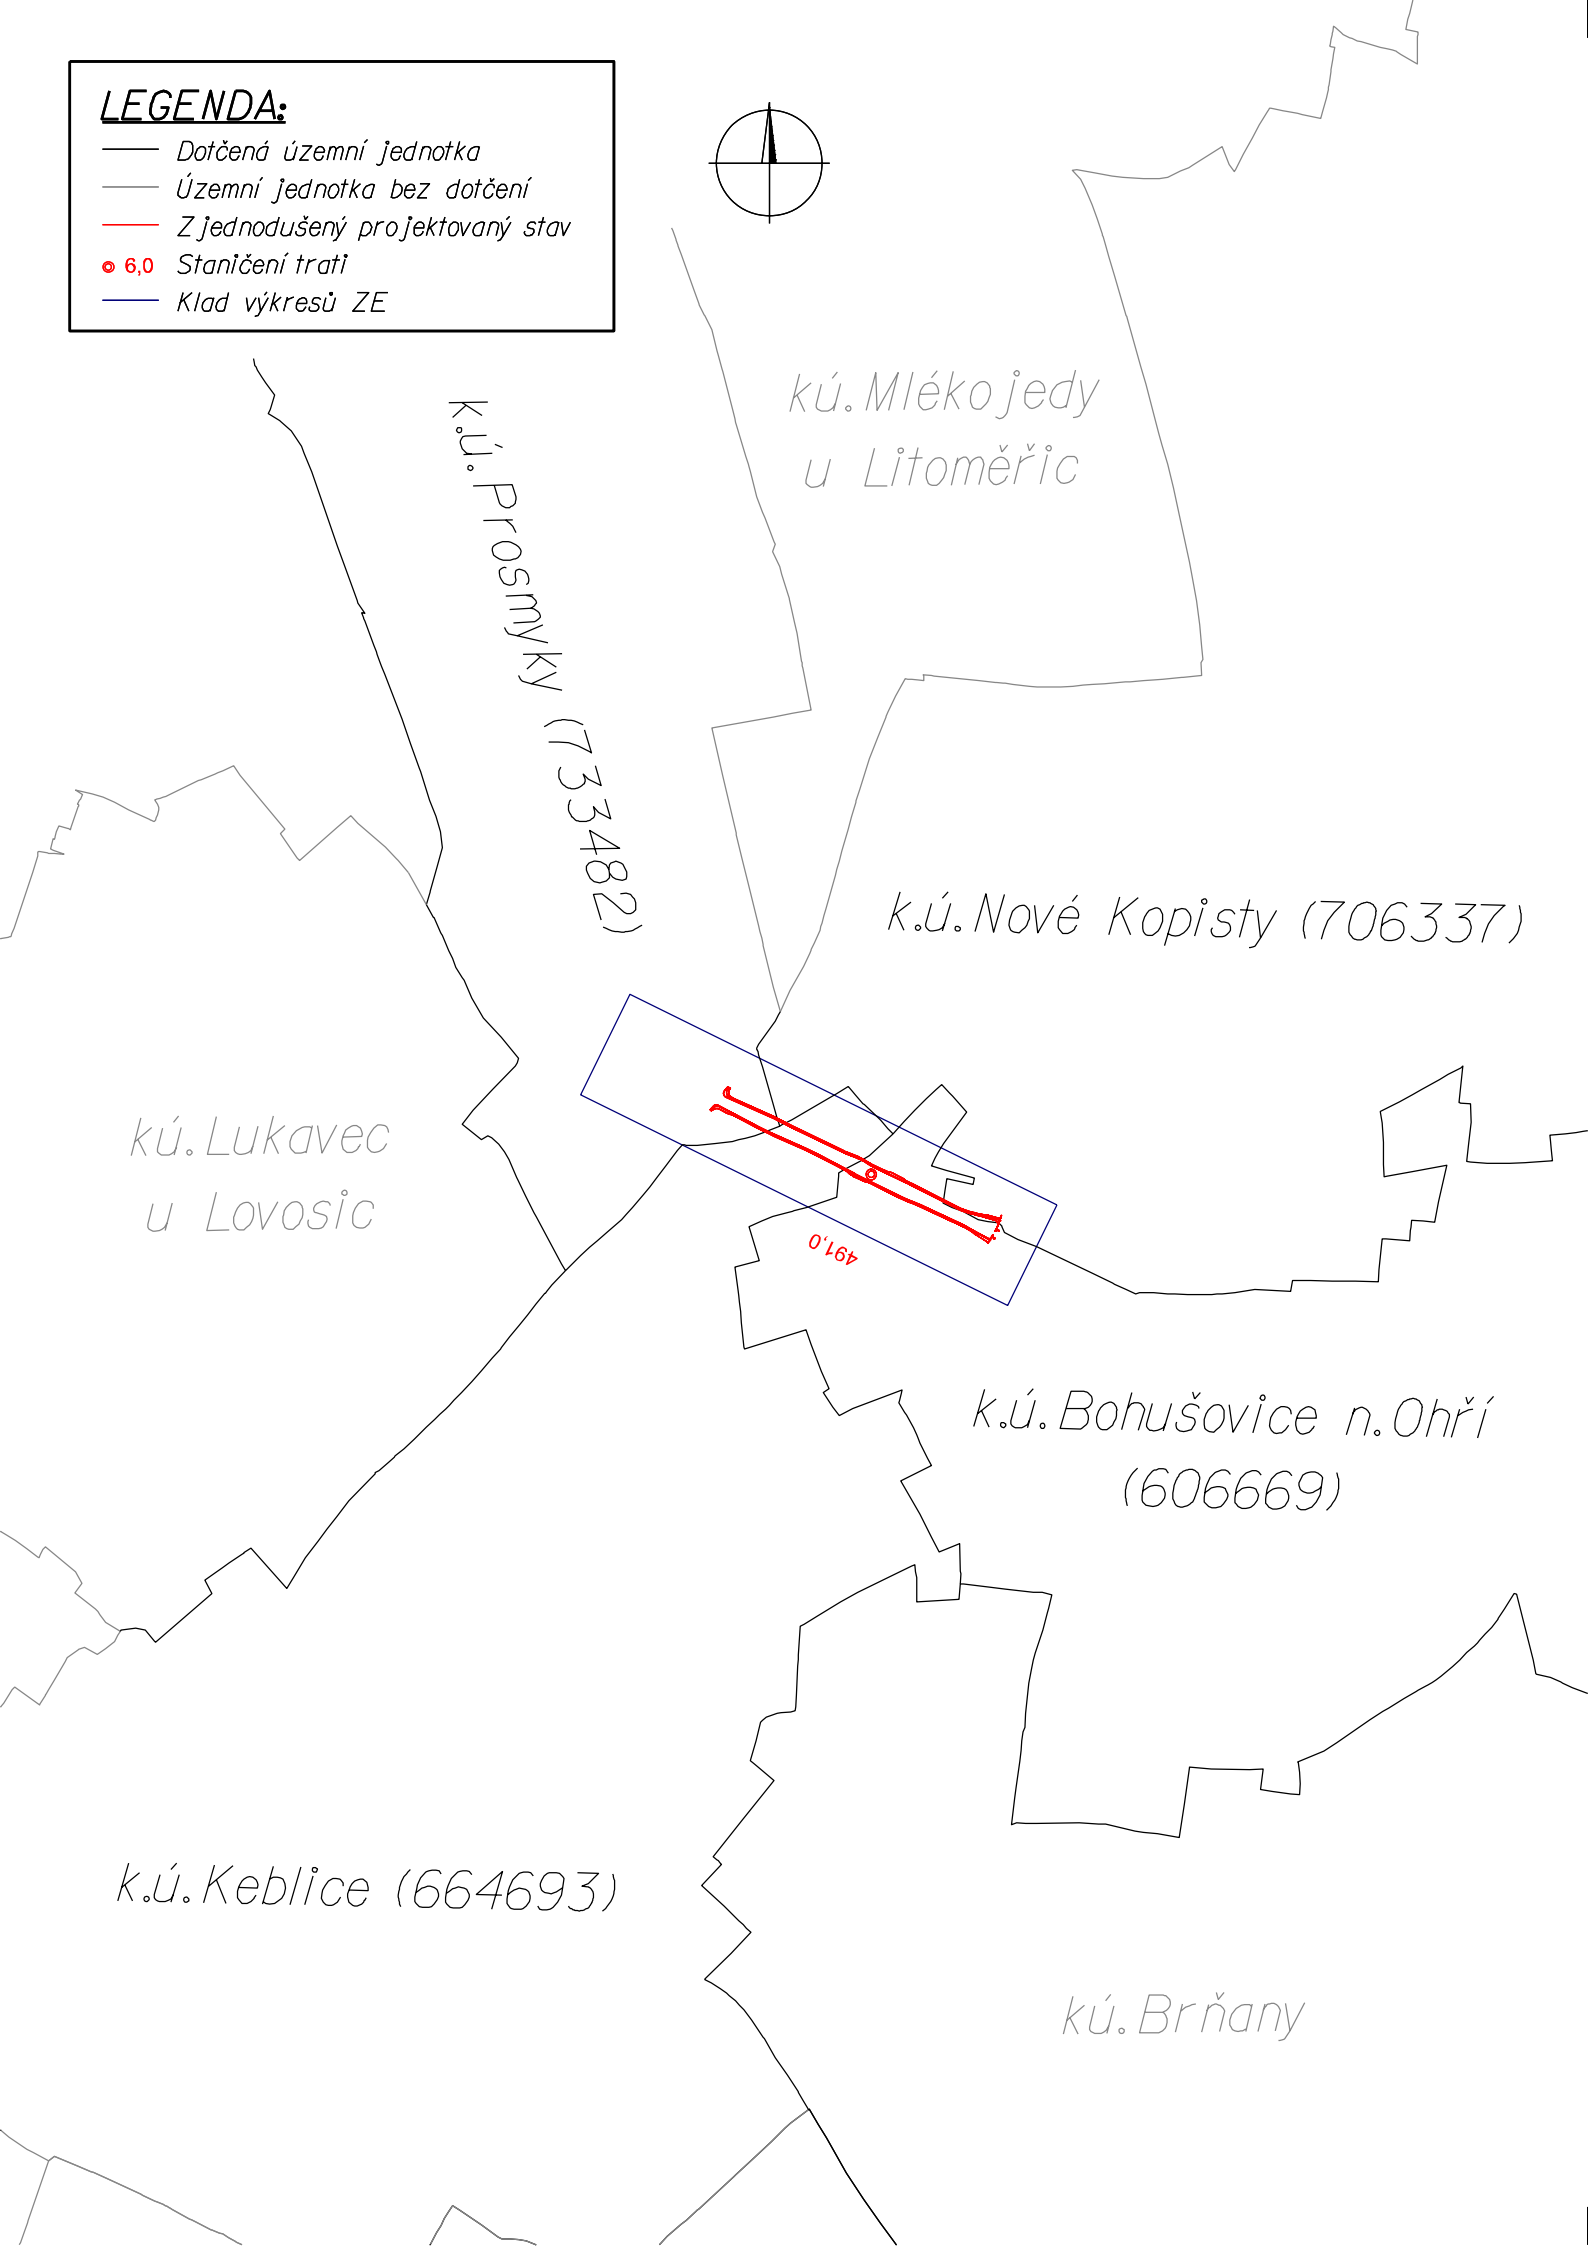 LEGENDA:
Dotčená územní jednotka
Územní jednotka bez dotčení
Zjednodušený projektovaný stav
6,0 Staničení trati
Klad výkresů ZE
kú.Mlékojedy
u Litoměřic
k.ú.Prosmyky (733482)
k.ú.Nové Kopisty (706337)
kú.Lukavec
u Lovosic
491,0
k.ú.Bohušovice n.Ohří
(606669)
k.ú.Keblice (664693)
kú.Brňany